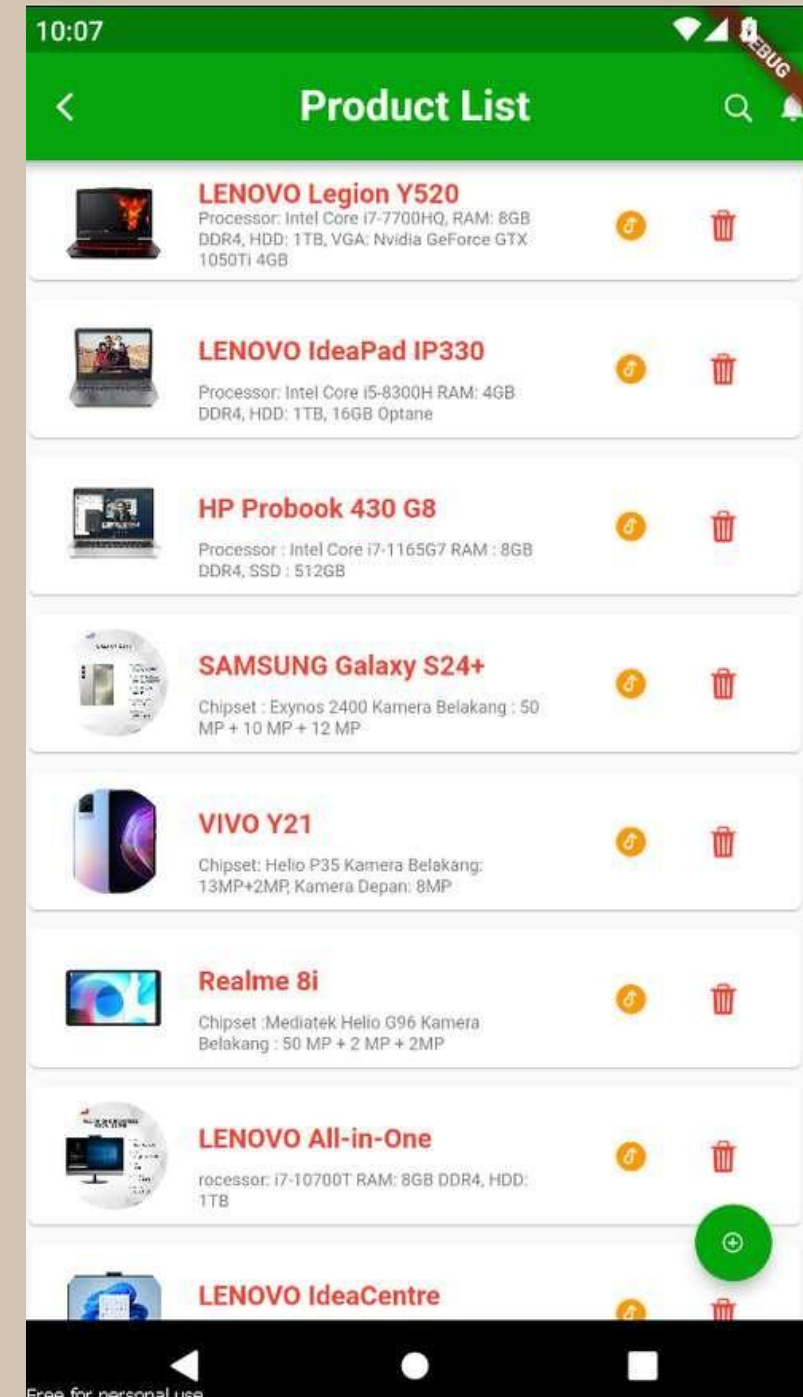 10:07
DEBUG
Product List
LENOVO Legion Y520
Processor: Intel Core i7-7700HQ, RAM: 8GB
DDR4, HDD: 1TB, VGA: Nvidia GeForce GTX
1050Ti 4GB
LENOVO IdeaPad IP330
Processor: Intel Core i5-8300H RAM: 4GB
DDR4, HDD: 1TB, 16GB Optane
HP Probook 430 G8
Processor : Intel Core i7-1165G7 RAM : 8GB
DDR4, SSD : 512GB
SAMSUNG Galaxy S24+
Chipset : Exynos 2400 Kamera Belakang : 50
MP + 10 MP + 12 MP
VIVO Y21
Chipset: Helio P35 Kamera Belakang:
13MP+2MP, Kamera Depan: 8MP
Realme 8i
Chipset :Mediatek Helio G96 Kamera
Belakang : 50 MP + 2 MP + 2MP
LENOVO All-in-One
rocessor: i7-10700T RAM: 8GB DDR4, HDD:
1TB
LENOVO IdeaCentre
Free for personal use